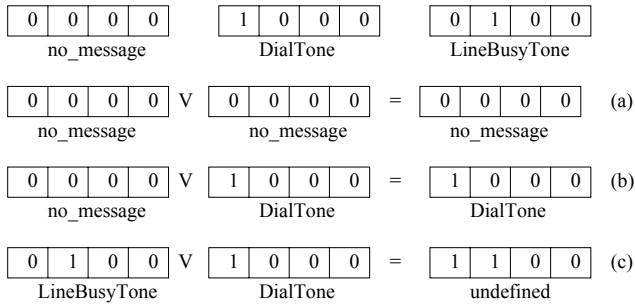 0 0 0 0 1 0 0 0 0 1 0 0
no_message DialTone LineBusyTone
0 0 0 0 V 0 0 0 0 = 0 0 0 0 (a)
no_message no_message no_message
0 0 0 0 V 1 0 0 0 = 1 0 0 0 (b)
no_message DialTone DialTone
0 1 0 0 V 1 0 0 0 = 1 1 0 0 (c)
LineBusyTone DialTone undefined